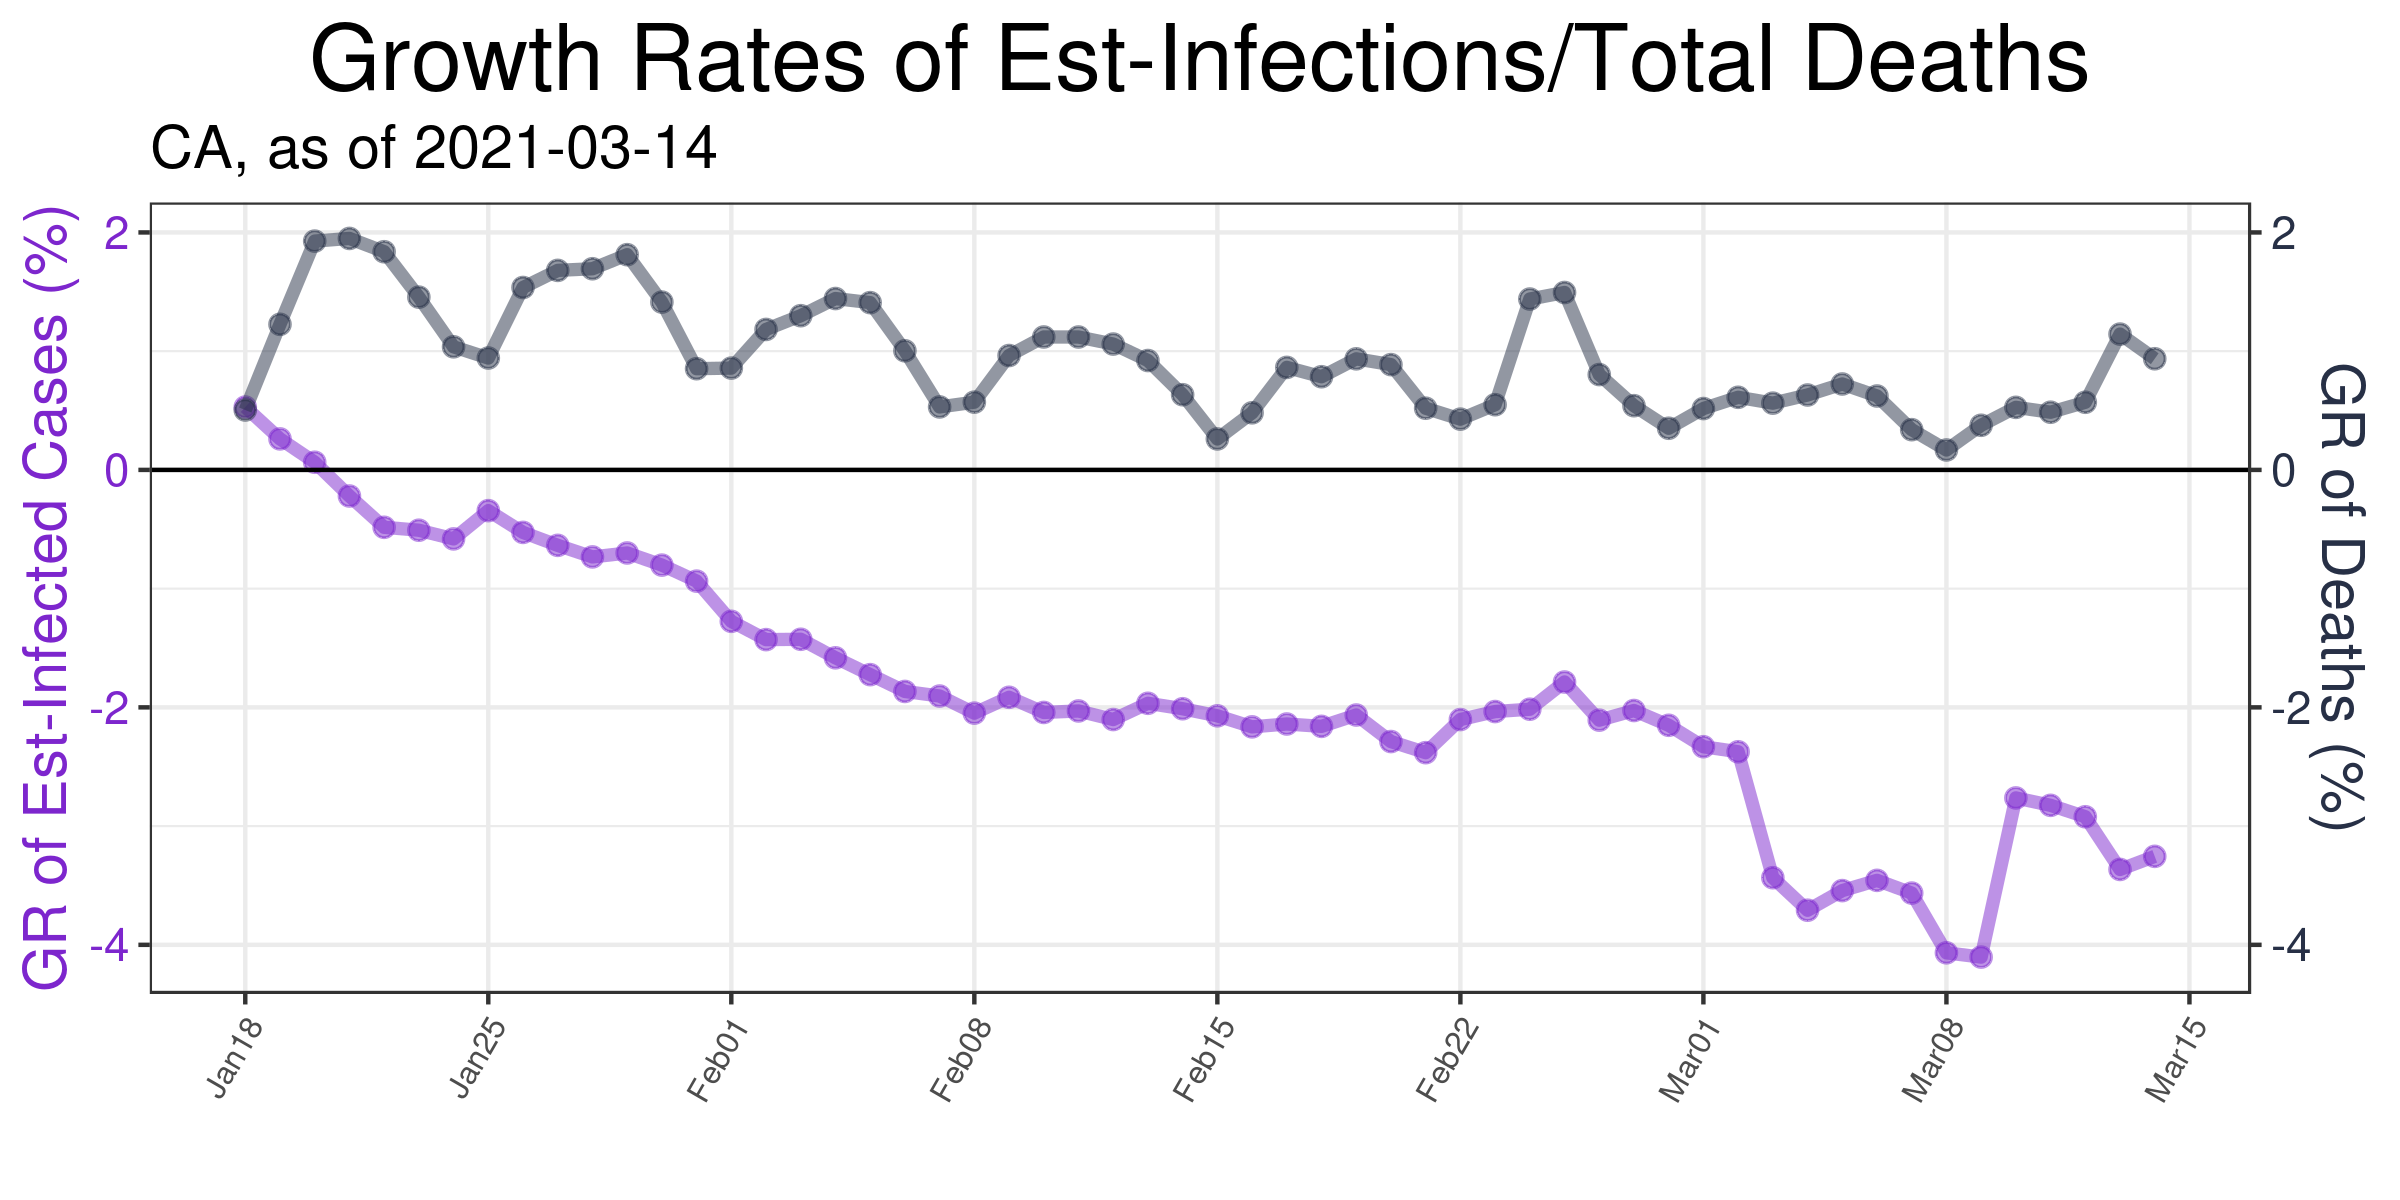 Growth Rates of Est-Infections/Total Deaths
CA, as of 2021-03-14
GR of Est-Infected Cases (%)
2
0
-2
-4
2
0
-2
-4
GR of Deaths (%)
Jan18
Jan25
Feb01
Feb08
Feb15
Feb22
Mar01
Mar08
Mar15